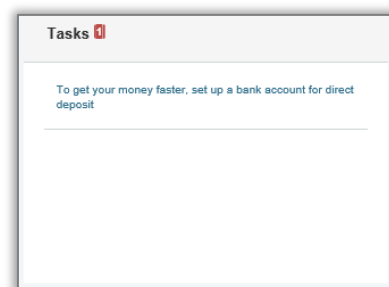 Tasks 1
To get your money faster, set up a bank account for direct
deposit